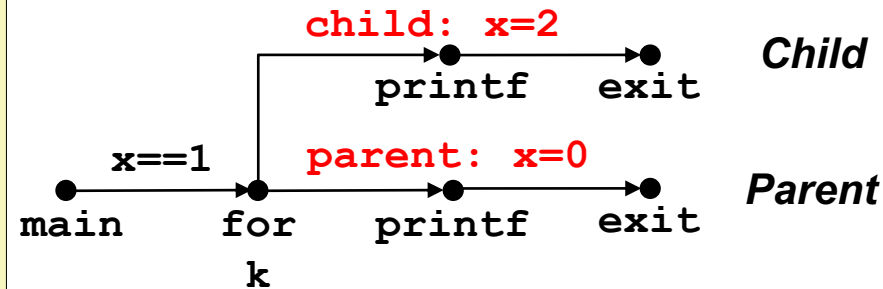 child: x=2
Child
printf exit
x==1 parent: x=0
Parent
main for printf exit
k